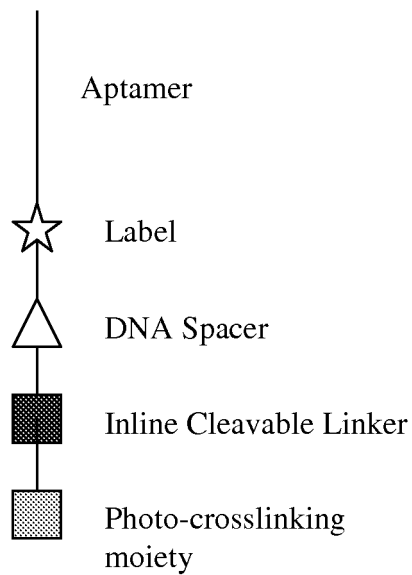 Aptamer
Label
DNA Spacer
Inline Cleavable Linker
Photo-crosslinking
moiety